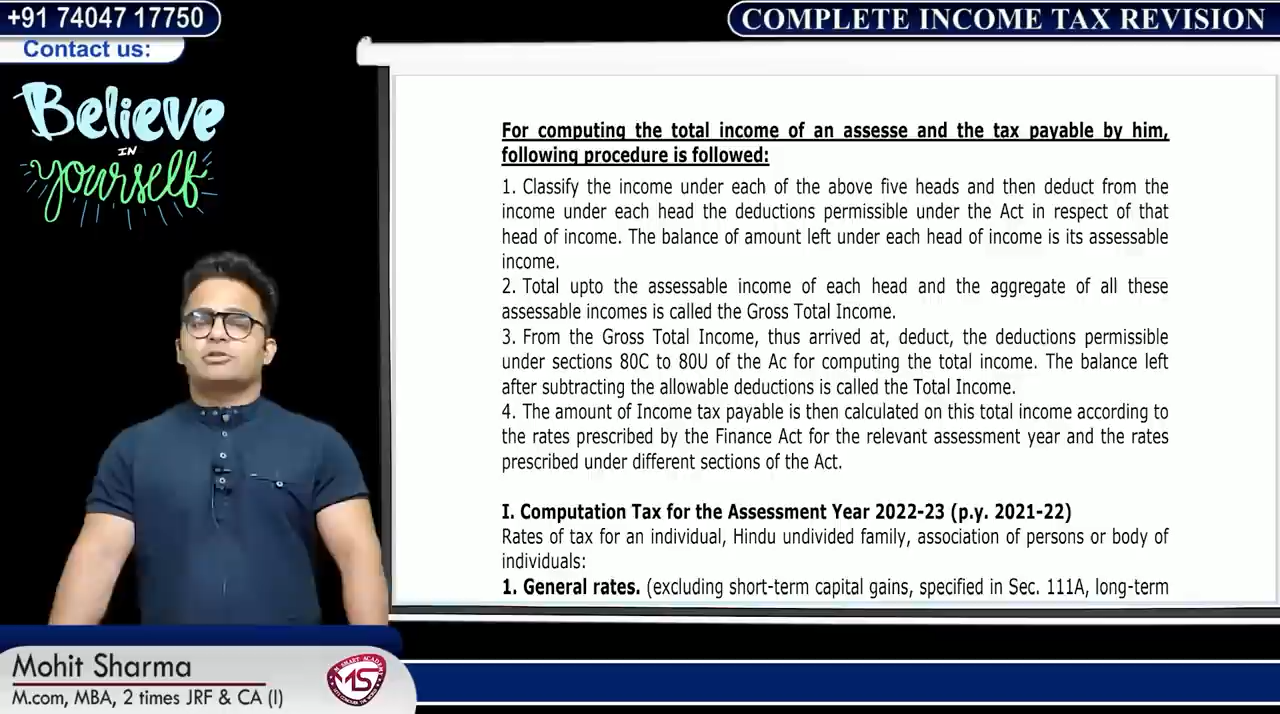 +91 74047 17750
Contact us:
COMPLETE INCOME TAX REVISION
Believe
IN
yourself
For computing the total income of an assesse and the tax payable by him,
following procedure is followed:
1. Classify the income under each of the above five heads and then deduct from the
income under each head the deductions permissible under the Act in respect of that
head of income. The balance of amount left under each head of income is its assessable
income.
2. Total upto the assessable income of each head and the aggregate of all these
assessable incomes is called the Gross Total Income.
3. From the Gross Total Income, thus arrived at, deduct, the deductions permissible
under sections 80C to 80U of the Ac for computing the total income. The balance left
after subtracting the allowable deductions is called the Total Income.
4. The amount of Income tax payable is then calculated on this total income according to
the rates prescribed by the Finance Act for the relevant assessment year and the rates
prescribed under different sections of the Act.
I. Computation Tax for the Assessment Year 2022-23 (p.y. 2021-22)
Rates of tax for an individual, Hindu undivided family, association of persons or body of
individuals:
1. General rates. (excluding short-term capital gains, specified in Sec. 111A, long-term
Mohit Sharma
M.com, MBA, 2 times JRF & CA (I)
MS